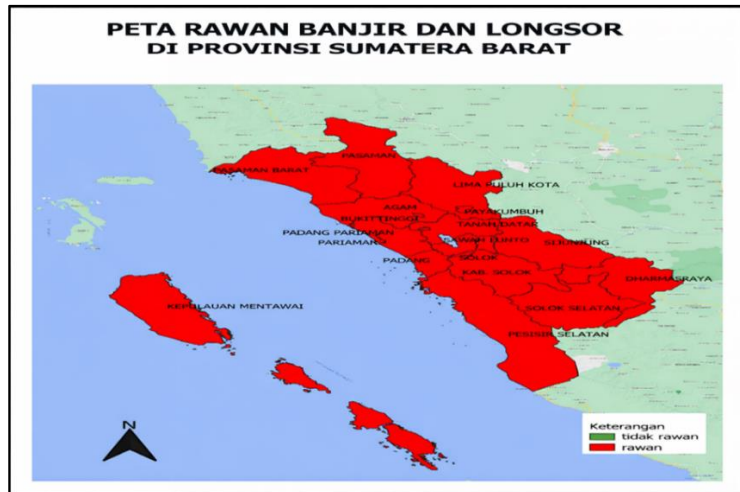 PETA RAWAN BANJIR DAN LONGSOR
DI PROVINSI SUMATERA BARAT
PASAMAN
PASAMAN BARAT
LIMA PULUH KOTA
AGAM
PAYAKUMBUH
BUKITTINGGI
TANAH DATAR
PADANG PARIAMAN
PARIAMAN
SAWAH LUNTO
SIJUNJUNG
PADANG
SOLOK
KAB. SOLOK
DHARMASRAYA
KEPULAUAN MENTAWAI
SOLOK SELATAN
PESISIR SELATAN
N
Keterangan
tidak rawan
rawan